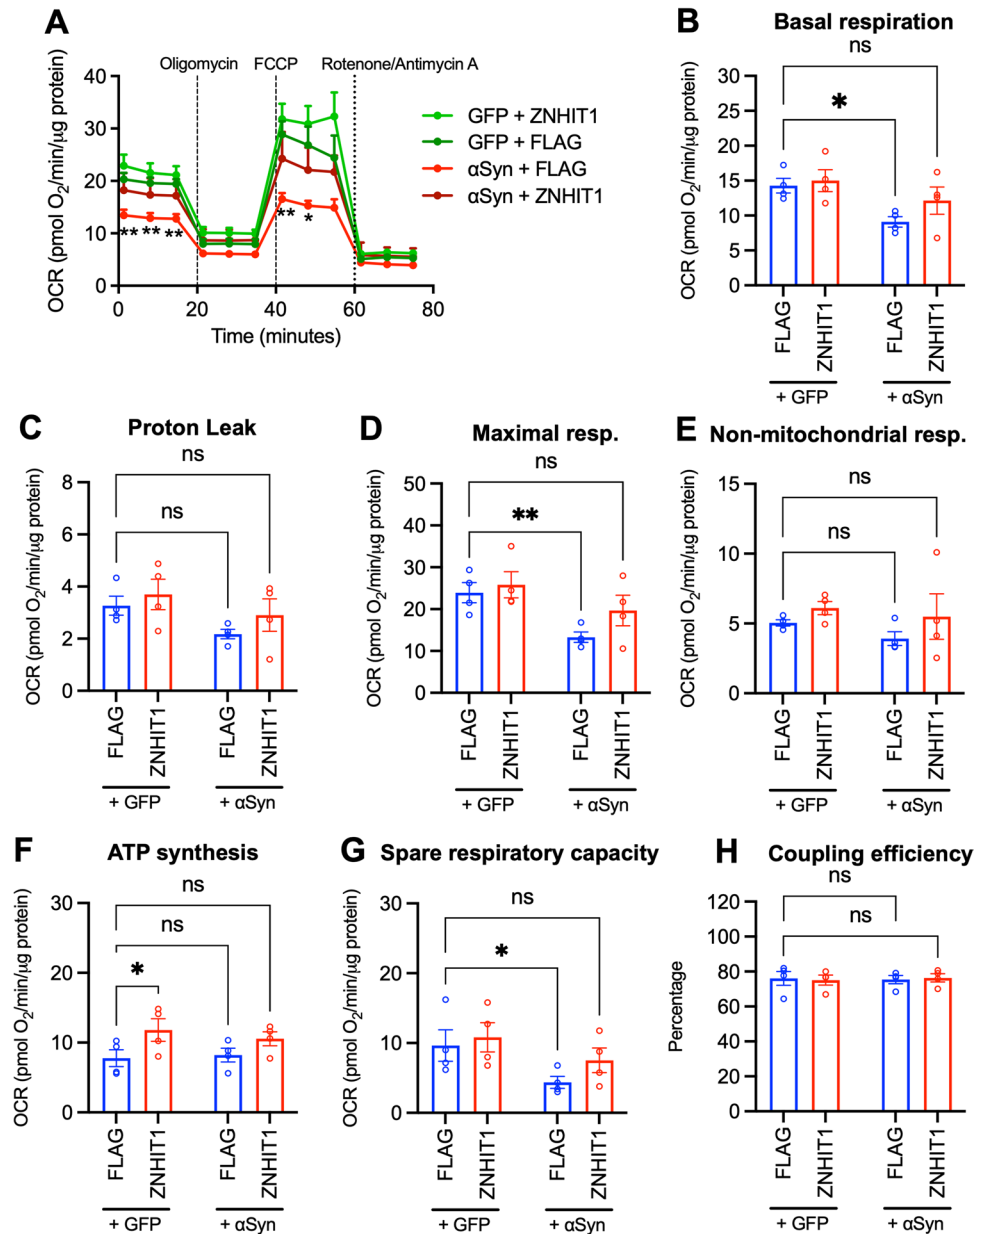 A
Oligomycin FCCP Rotenone/Antimycin A
OCR (pmol O2/min/μg protein)
40
30
20
10
0
** ** ** ** *
0 20 40 60 80
Time (minutes)
GFP + ZNHIT1
GFP + FLAG
αSyn + FLAG
αSyn + ZNHIT1
B
Basal respiration
ns
*
OCR (pmol O2/min/μg protein)
30
25
20
15
10
5
0
FLAG ZNHIT1 FLAG ZNHIT1
+ GFP + αSyn
C
Proton Leak
ns
ns
OCR (pmol O2/min/μg protein)
8
6
4
2
0
FLAG ZNHIT1 FLAG ZNHIT1
+ GFP + αSyn
D
Maximal resp.
ns
**
OCR (pmol O2/min/μg protein)
50
40
30
20
10
0
FLAG ZNHIT1 FLAG ZNHIT1
+ GFP + αSyn
E
Non-mitochondrial resp.
ns
ns
OCR (pmol O2/min/μg protein)
15
10
5
0
FLAG ZNHIT1 FLAG ZNHIT1
+ GFP + αSyn
F
ATP synthesis
ns
ns
*
OCR (pmol O2/min/μg protein)
30
20
10
0
FLAG ZNHIT1 FLAG ZNHIT1
+ GFP + αSyn
G
Spare respiratory capacity
ns
*
OCR (pmol O2/min/μg protein)
30
20
10
0
FLAG ZNHIT1 FLAG ZNHIT1
+ GFP + αSyn
H
Coupling efficiency
ns
ns
Percentage
120
100
80
60
40
20
0
FLAG ZNHIT1 FLAG ZNHIT1
+ GFP + αSyn